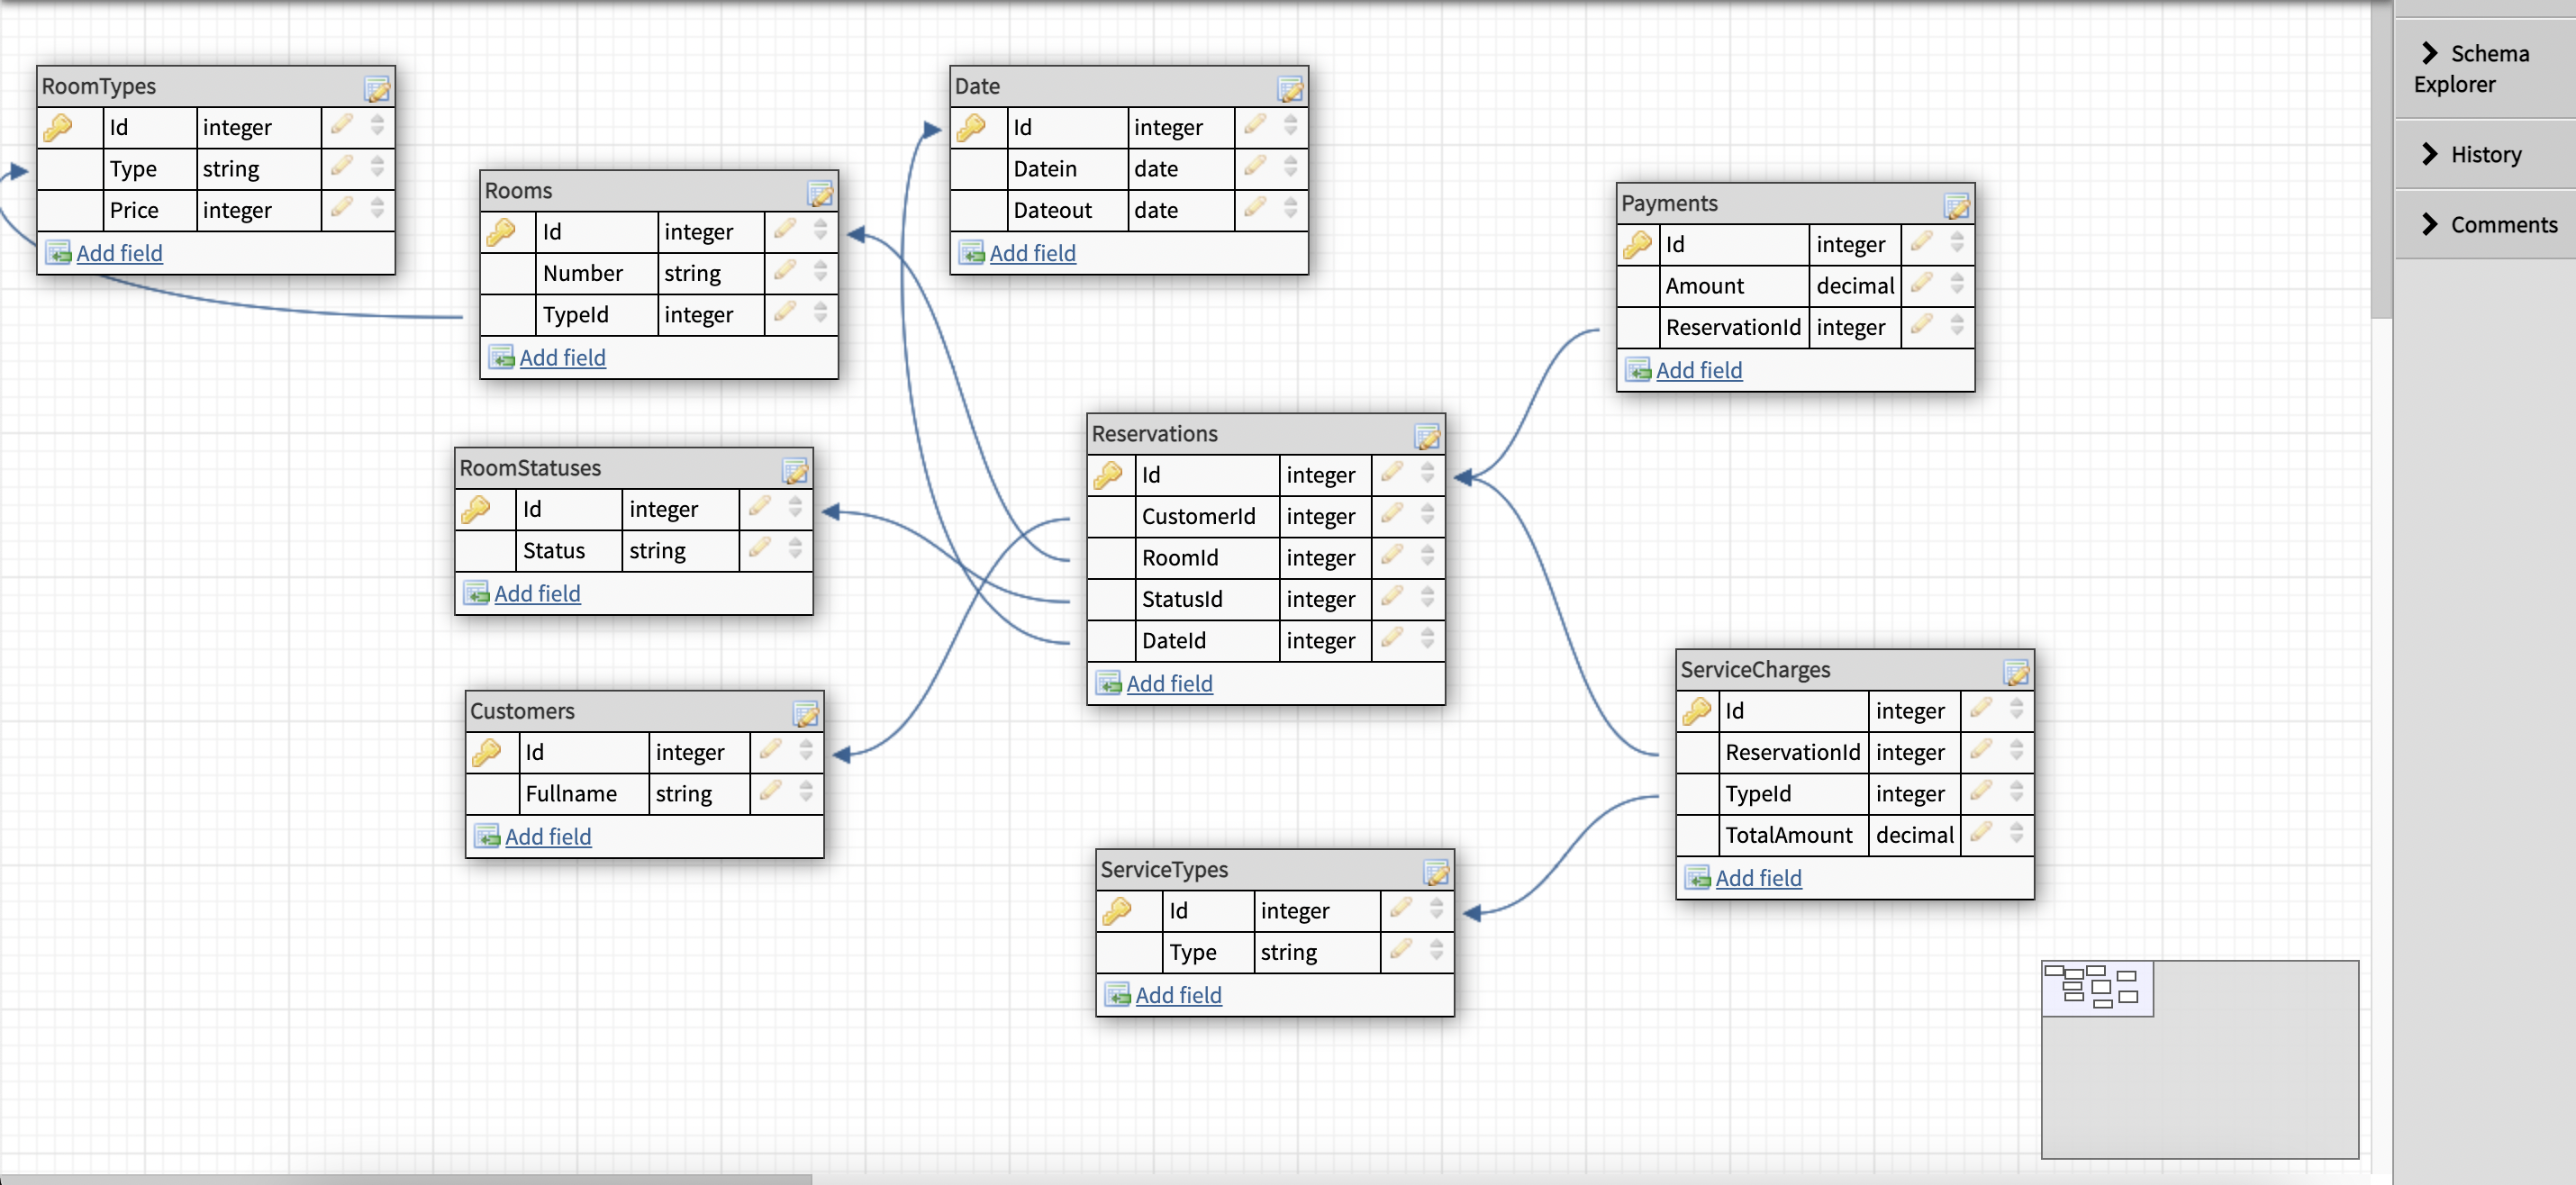 RoomTypes
Id integer
Type string
Price integer
Add field
Rooms
Id integer
Number string
TypeId integer
Add field
Date
Id integer
Datein date
Dateout date
Add field
Payments
Id integer
Amount decimal
ReservationId integer
Add field
RoomStatuses
Id integer
Status string
Add field
Reservations
Id integer
CustomerId integer
RoomId integer
StatusId integer
DateId integer
Add field
Customers
Id integer
Fullname string
Add field
ServiceCharges
Id integer
ReservationId integer
TypeId integer
TotalAmount decimal
Add field
ServiceTypes
Id integer
Type string
Add field
Schema
Explorer
History
Comments